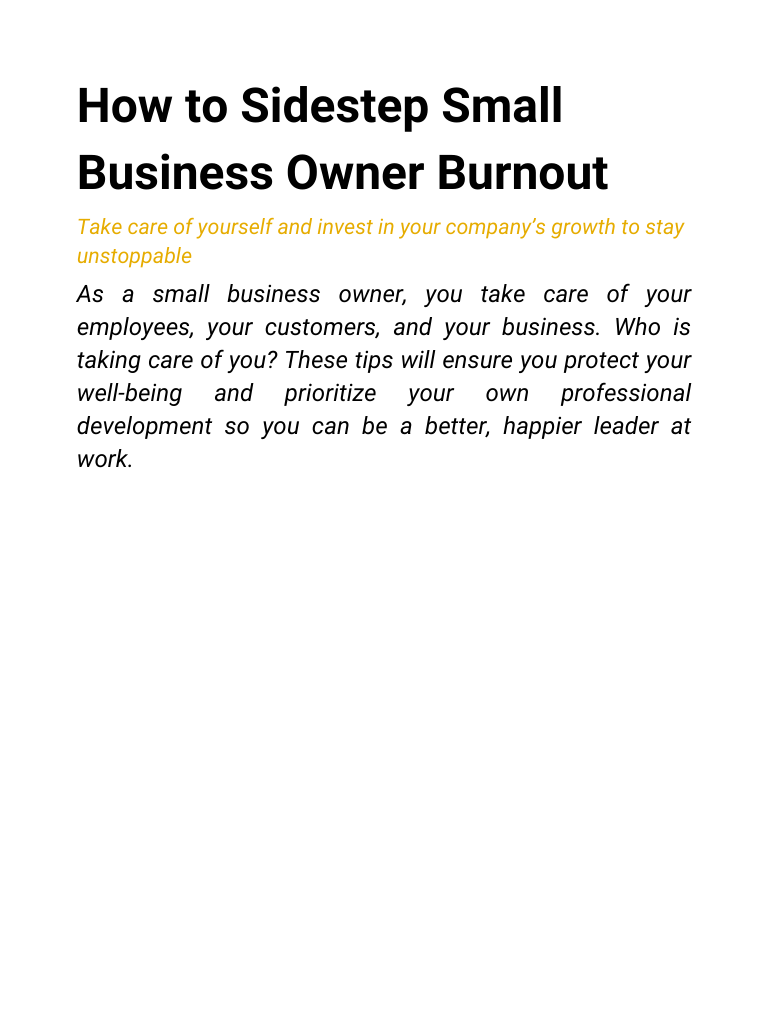 How to Sidestep Small
Business Owner Burnout
Take care of yourself and invest in your company’s growth to stay
unstoppable
As a small business owner, you take care of your
employees, your customers, and your business. Who is
taking care of you? These tips will ensure you protect your
well-being and prioritize your own professional
development so you can be a better, happier leader at
work.